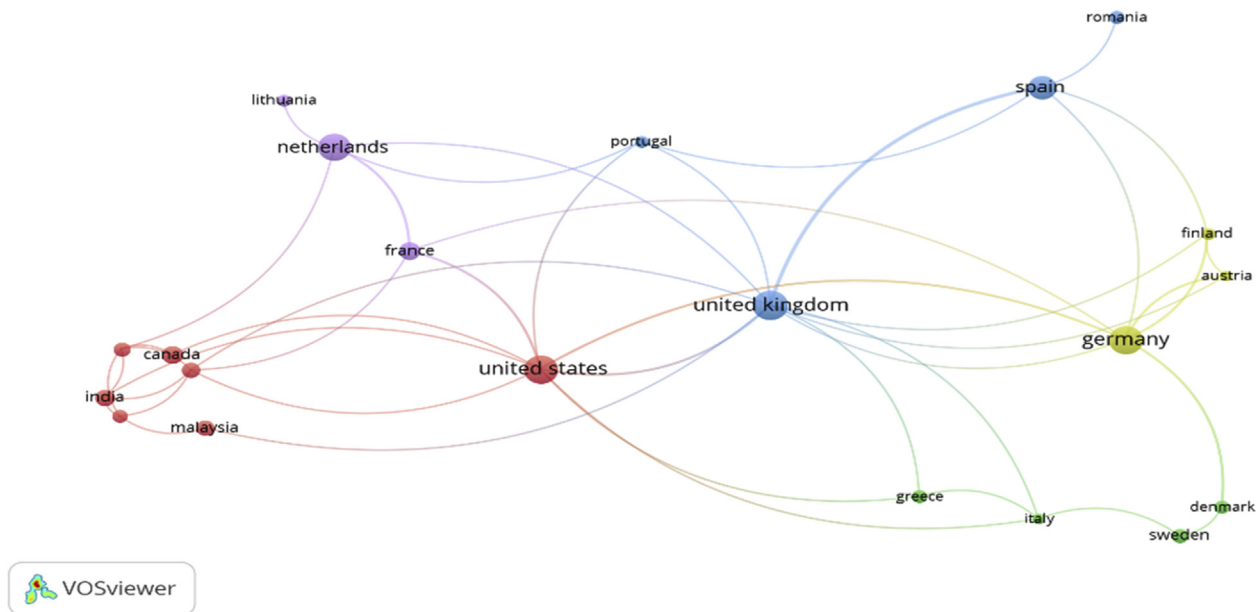 romania
spain
lithuania
netherlands
portugal
finland
france
austria
united kingdom
germany
canada
united states
india
malaysia
greece
denmark
italy
sweden
VOSviewer